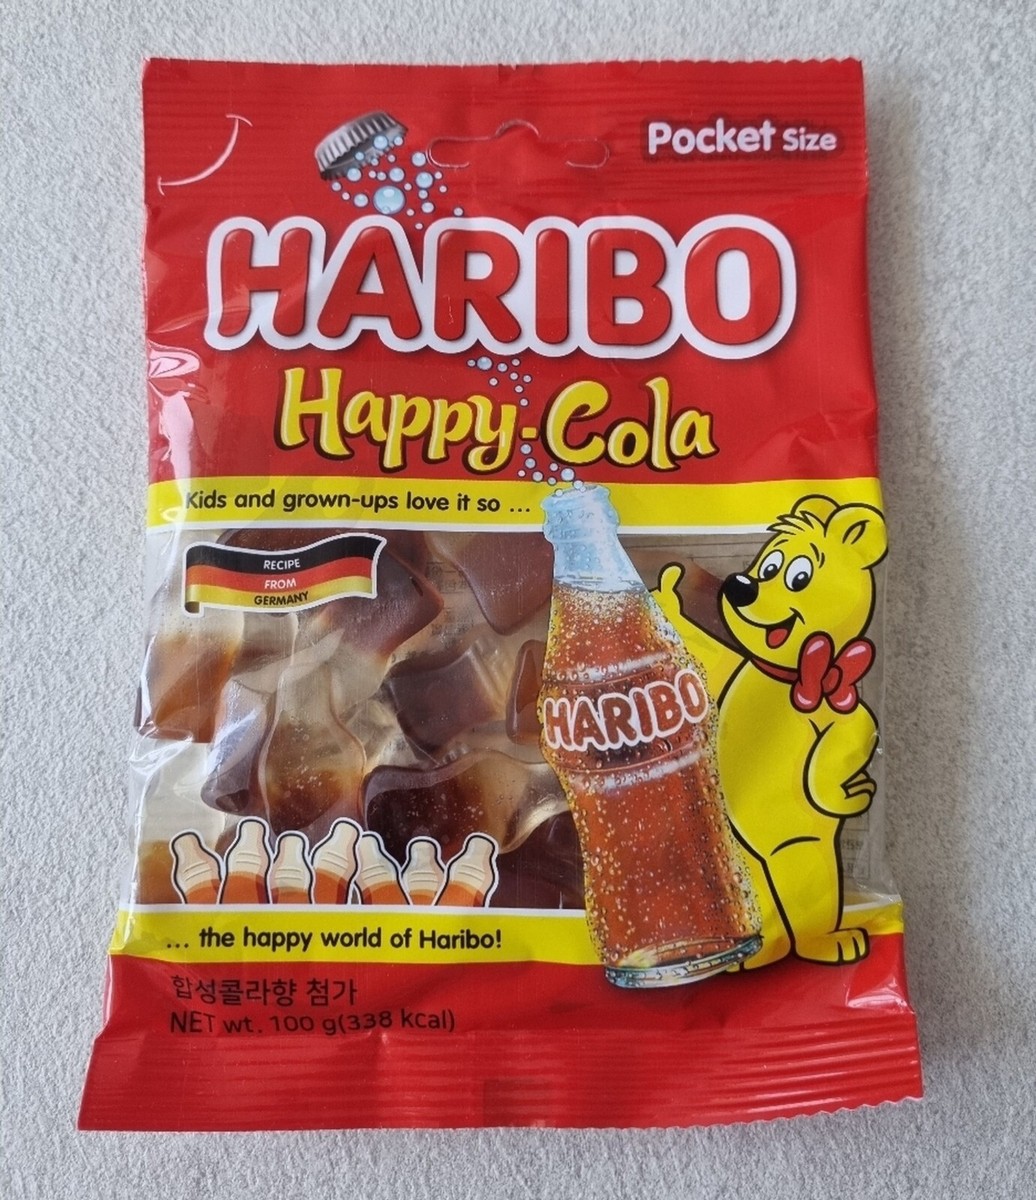 Pocket Size
HARIBO
Happy-Cola
Kids and grown-ups love it so ...
RECIPE
FROM
GERMANY
HARIBO
... the happy world of Haribo!
합성콜라향 첨가
NET wt. 100 g(338 kcal)